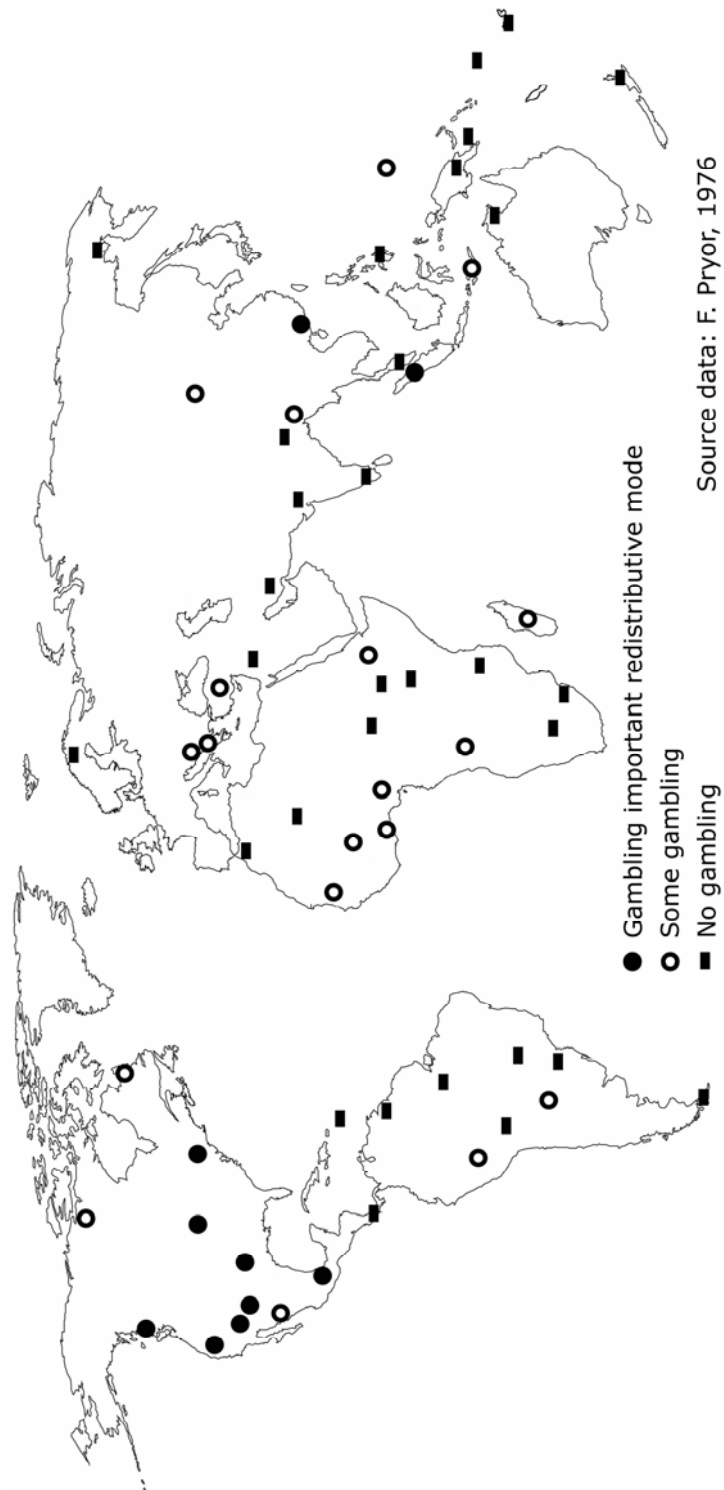 Gambling important redistributive mode
Some gambling
No gambling
Source data: F. Pryor, 1976